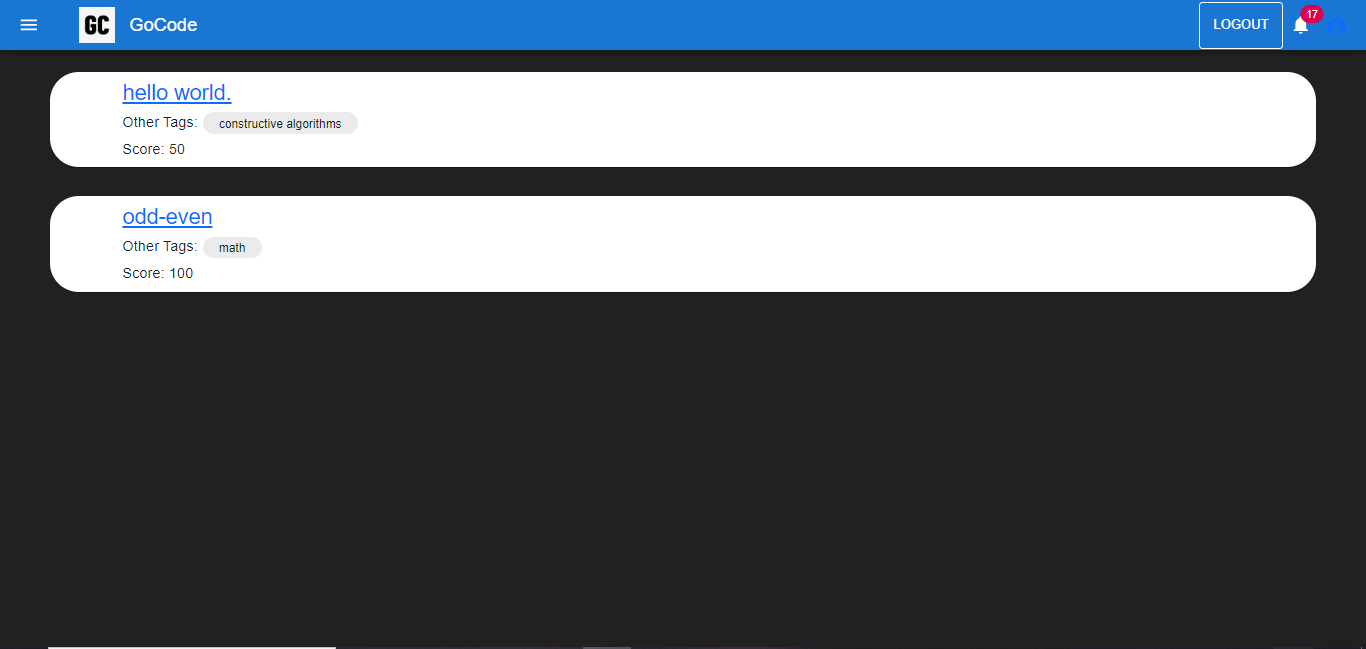 GC GoCode LOGOUT 17
hello world.
Other Tags: constructive algorithms
Score: 50
odd-even
Other Tags: math
Score: 100